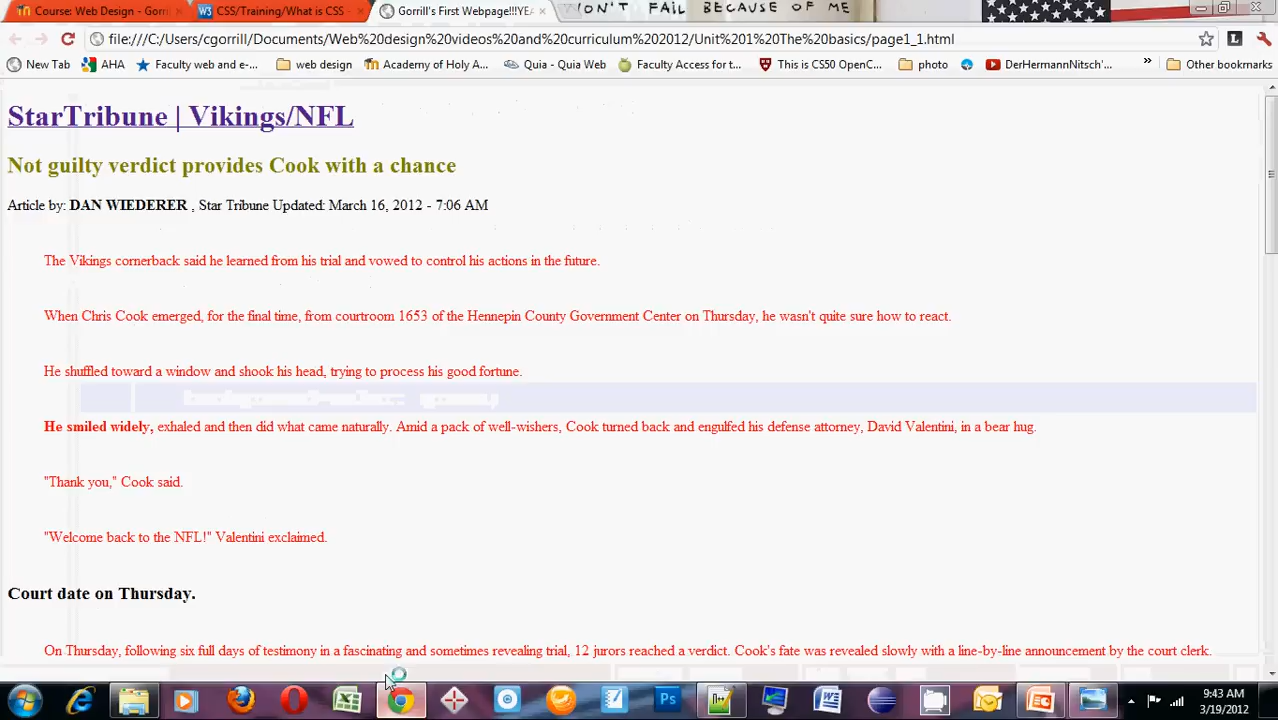 Course: Web Design - Gorri
CSS/Training/What is CSS
Gorrill's First Webpage!!!YEA
WON'T FAIL BECAUSE OF ME
file:///C:/Users/cgorrill/Documents/Web%20design%20videos%20and%20curriculum%202012/Unit%201%20The%20basics/page1_1.html
New Tab AHA Faculty web and e-... web design Academy of Holy A... Quia - Quia Web Faculty Access for t... This is CS50 OpenC... photo DerHermannNitsch'... » Other bookmarks
StarTribune | Vikings/NFL
Not guilty verdict provides Cook with a chance
Article by: DAN WIEDERER , Star Tribune Updated: March 16, 2012 - 7:06 AM
The Vikings cornerback said he learned from his trial and vowed to control his actions in the future.
When Chris Cook emerged, for the final time, from courtroom 1653 of the Hennepin County Government Center on Thursday, he wasn't quite sure how to react.
He shuffled toward a window and shook his head, trying to process his good fortune.
He smiled widely, exhaled and then did what came naturally. Amid a pack of well-wishers, Cook turned back and engulfed his defense attorney, David Valentini, in a bear hug.
"Thank you," Cook said.
"Welcome back to the NFL!" Valentini exclaimed.
Court date on Thursday.
On Thursday, following six full days of testimony in a fascinating and sometimes revealing trial, 12 jurors reached a verdict. Cook's fate was revealed slowly with a line-by-line announcement by the court clerk.
9:43 AM
3/19/2012